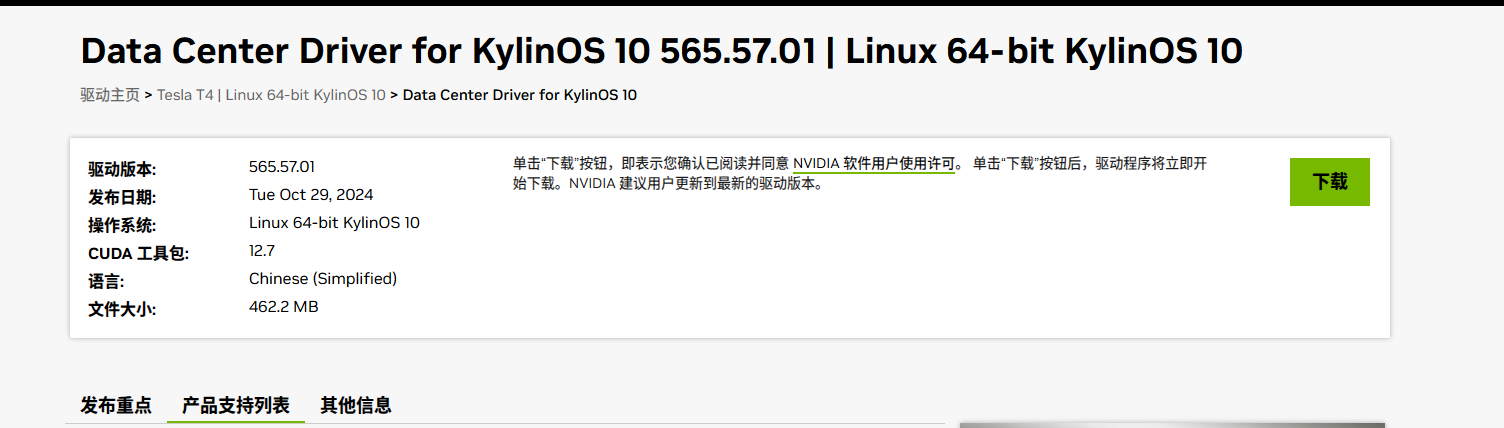 Data Center Driver for KylinOS 10 565.57.01 | Linux 64-bit KylinOS 10
驱动主页 > Tesla T4 | Linux 64-bit KylinOS 10 > Data Center Driver for KylinOS 10
驱动版本: 565.57.01
发布日期: Tue Oct 29, 2024
操作系统: Linux 64-bit KylinOS 10
CUDA 工具包: 12.7
语言: Chinese (Simplified)
文件大小: 462.2 MB
单击“下载”按钮，即表示您确认已阅读并同意 NVIDIA 软件用户使用许可。 单击“下载”按钮后，驱动程序将立即开
始下载。NVIDIA 建议用户更新到最新的驱动版本。
下载
发布重点 产品支持列表 其他信息